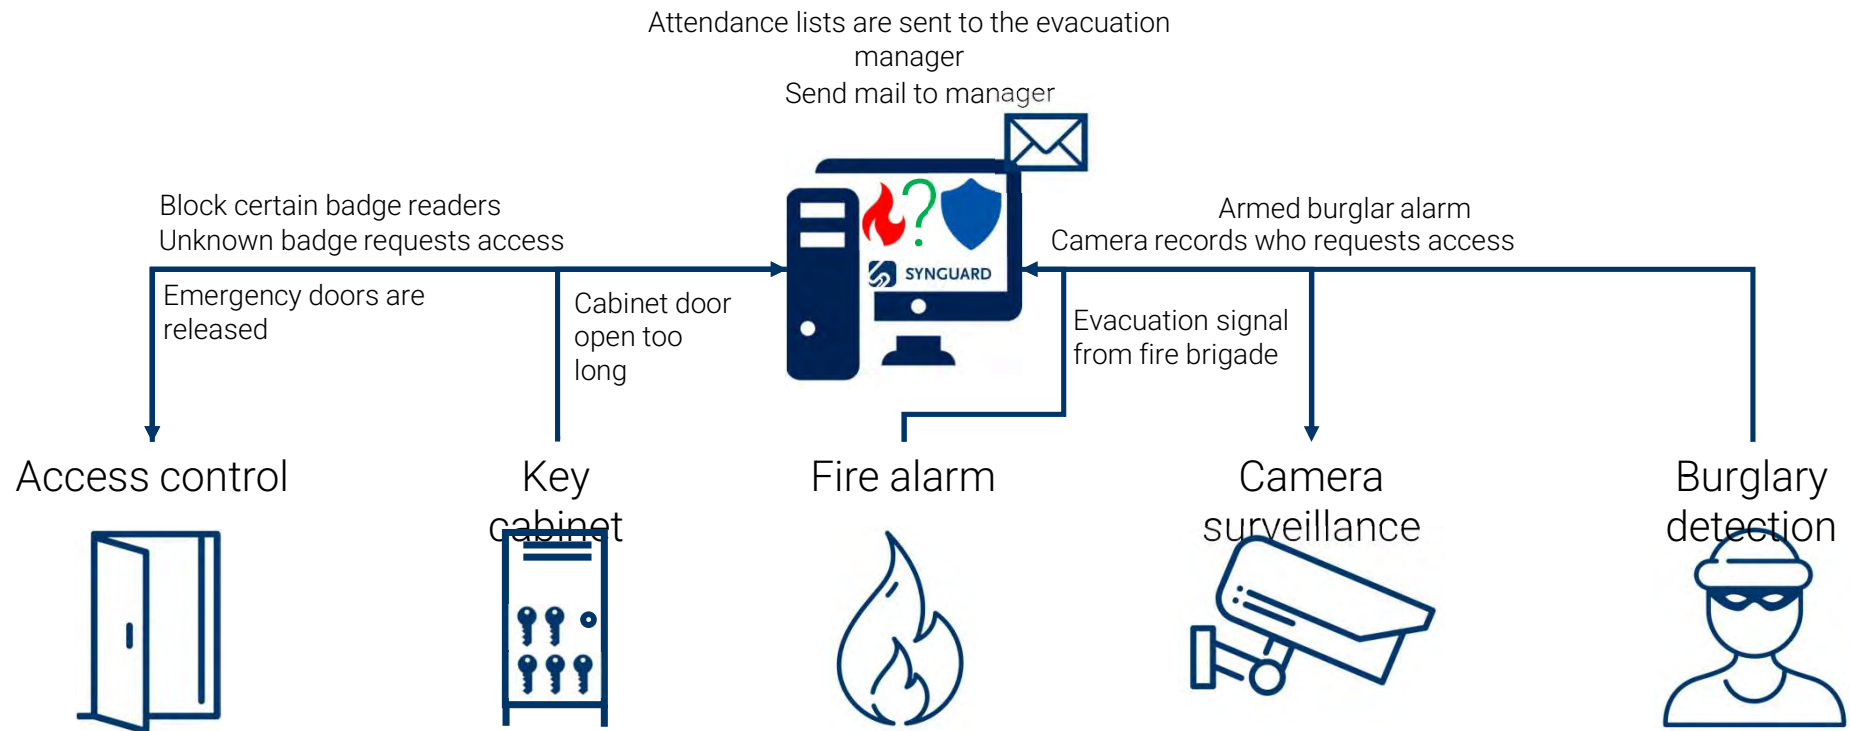 Attendance lists are sent to the evacuation
manager
Send mail to manager
Block certain badge readers
Unknown badge requests access
Armed burglar alarm
Camera records who requests access
?
SYNGUARD
Emergency doors are
released
Cabinet door
open too
long
Evacuation signal
from fire brigade
Access control
Key
cabinet
Fire alarm
Camera
surveillance
Burglary
detection